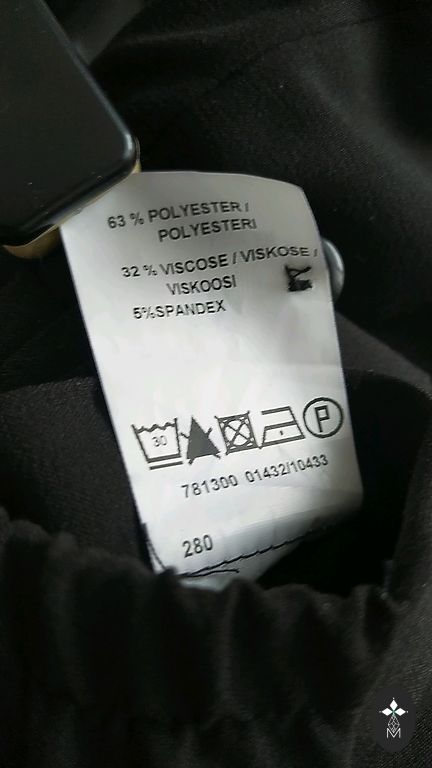 63 % POLYESTER /
POLYESTERI
32 % VISCOSE / VISKOSE /
VISKOOSI
5%SPANDEX
30
P
781300 01432/10433
280
M